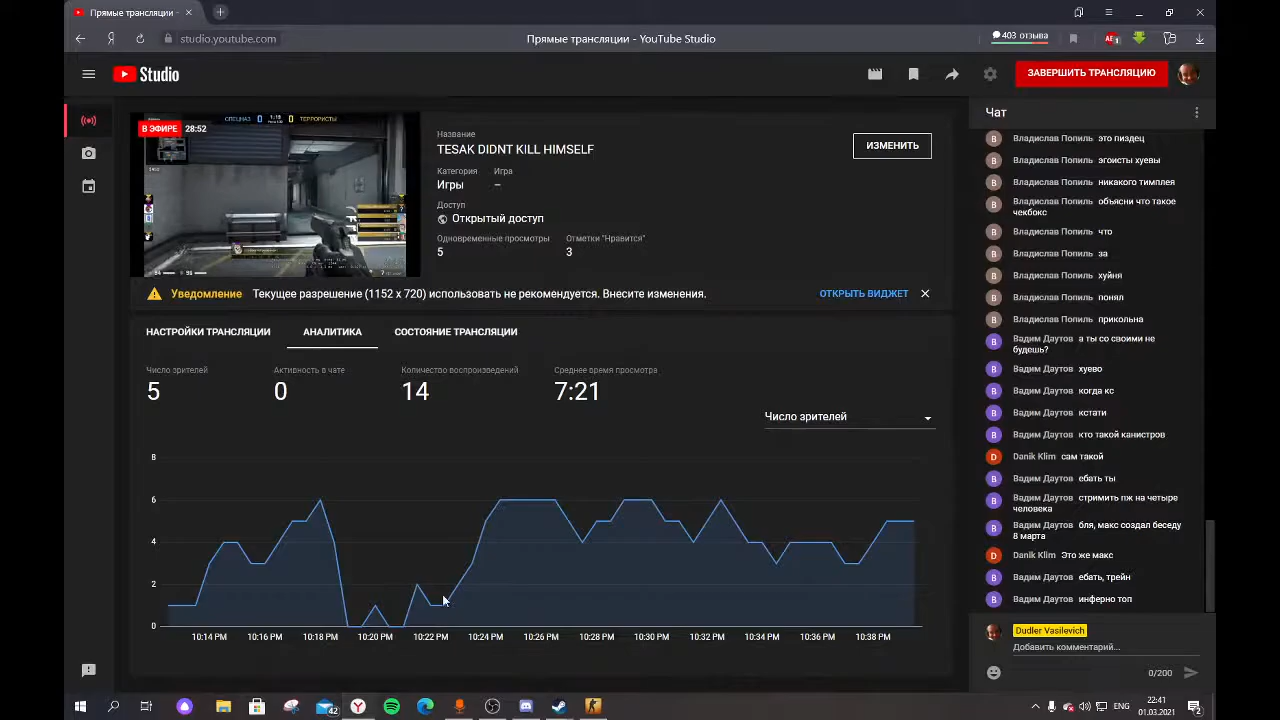 Прямые трансляции -
studio.youtube.com
Прямые трансляции - YouTube Studio
403 отзыва
Studio
ЗАВЕРШИТЬ ТРАНСЛЯЦИЮ
В ЭФИРЕ 28:52
СПЕЦНАЗ 0 1:15 0 ТЕРРОРИСТЫ
Название
TESAK DIDNT KILL HIMSELF
ИЗМЕНИТЬ
Категория Игра
Игры –
Доступ
Открытый доступ
Одновременные просмотры Отметки "Нравится"
5 3
Уведомление Текущее разрешение (1152 x 720) использовать не рекомендуется. Внесите изменения.
ОТКРЫТЬ ВИДЖЕТ
НАСТРОЙКИ ТРАНСЛЯЦИИ АНАЛИТИКА СОСТОЯНИЕ ТРАНСЛЯЦИИ
Число зрителей Активность в чате Количество воспроизведений Среднее время просмотра
5 0 14 7:21
Число зрителей
8
6
4
2
0
10:14 PM 10:16 PM 10:18 PM 10:20 PM 10:22 PM 10:24 PM 10:26 PM 10:28 PM 10:30 PM 10:32 PM 10:34 PM 10:36 PM 10:38 PM
Чат
Владислав Попиль это пиздец
Владислав Попиль эгоисты хуевы
Владислав Попиль никакого тимплея
Владислав Попиль объясни что такое
чекбокс
Владислав Попиль что
Владислав Попиль за
Владислав Попиль хуйня
Владислав Попиль понял
Владислав Попиль прикольна
Вадим Даутов а ты со своими не
будешь?
Вадим Даутов хуево
Вадим Даутов когда кс
Вадим Даутов кстати
Вадим Даутов кто такой канистров
Danik Klim сам такой
Вадим Даутов ебать ты
Вадим Даутов стримить пж на четыре
человека
Вадим Даутов бля, макс создал беседу
8 марта
Danik Klim Это же макс
Вадим Даутов ебать, трейн
Вадим Даутов инферно топ
Dudler Vasilevich
Добавить комментарий...
0/200
42
ENG
22:41
01.03.2021
2